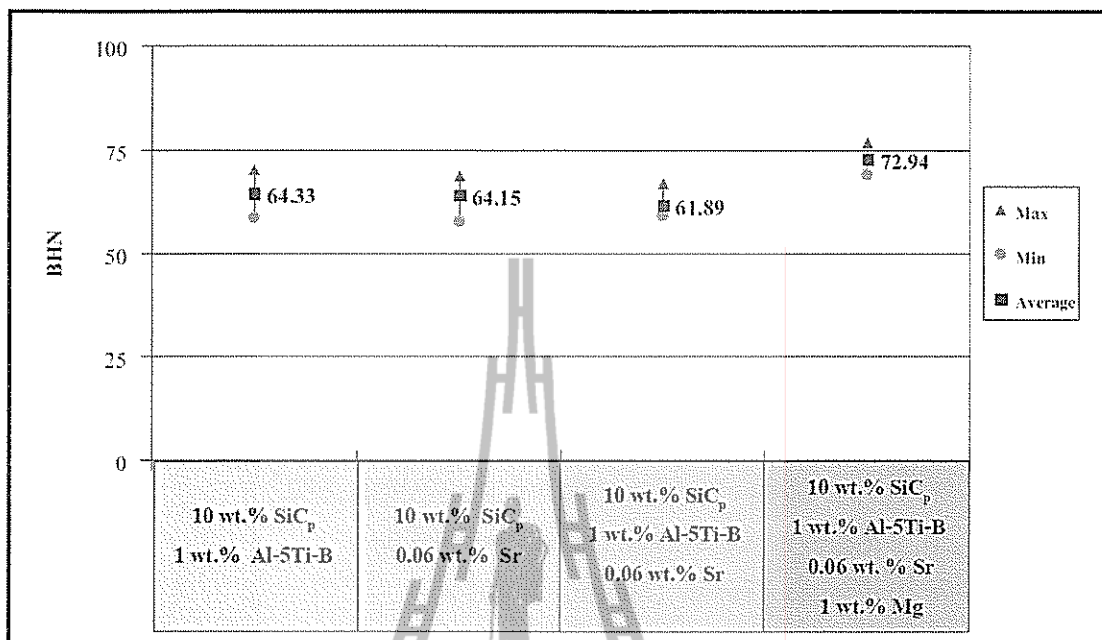 100
75
50
25
0
BHN
64.33
64.15
61.89
72.94
Max
Min
Average
10 wt.% SiCp
1 wt.% Al-5Ti-B
10 wt.% SiCp
0.06 wt.% Sr
10 wt.% SiCp
1 wt.% Al-5Ti-B
0.06 wt.% Sr
10 wt.% SiCp
1 wt.% Al-5Ti-B
0.06 wt. % Sr
1 wt.% Mg